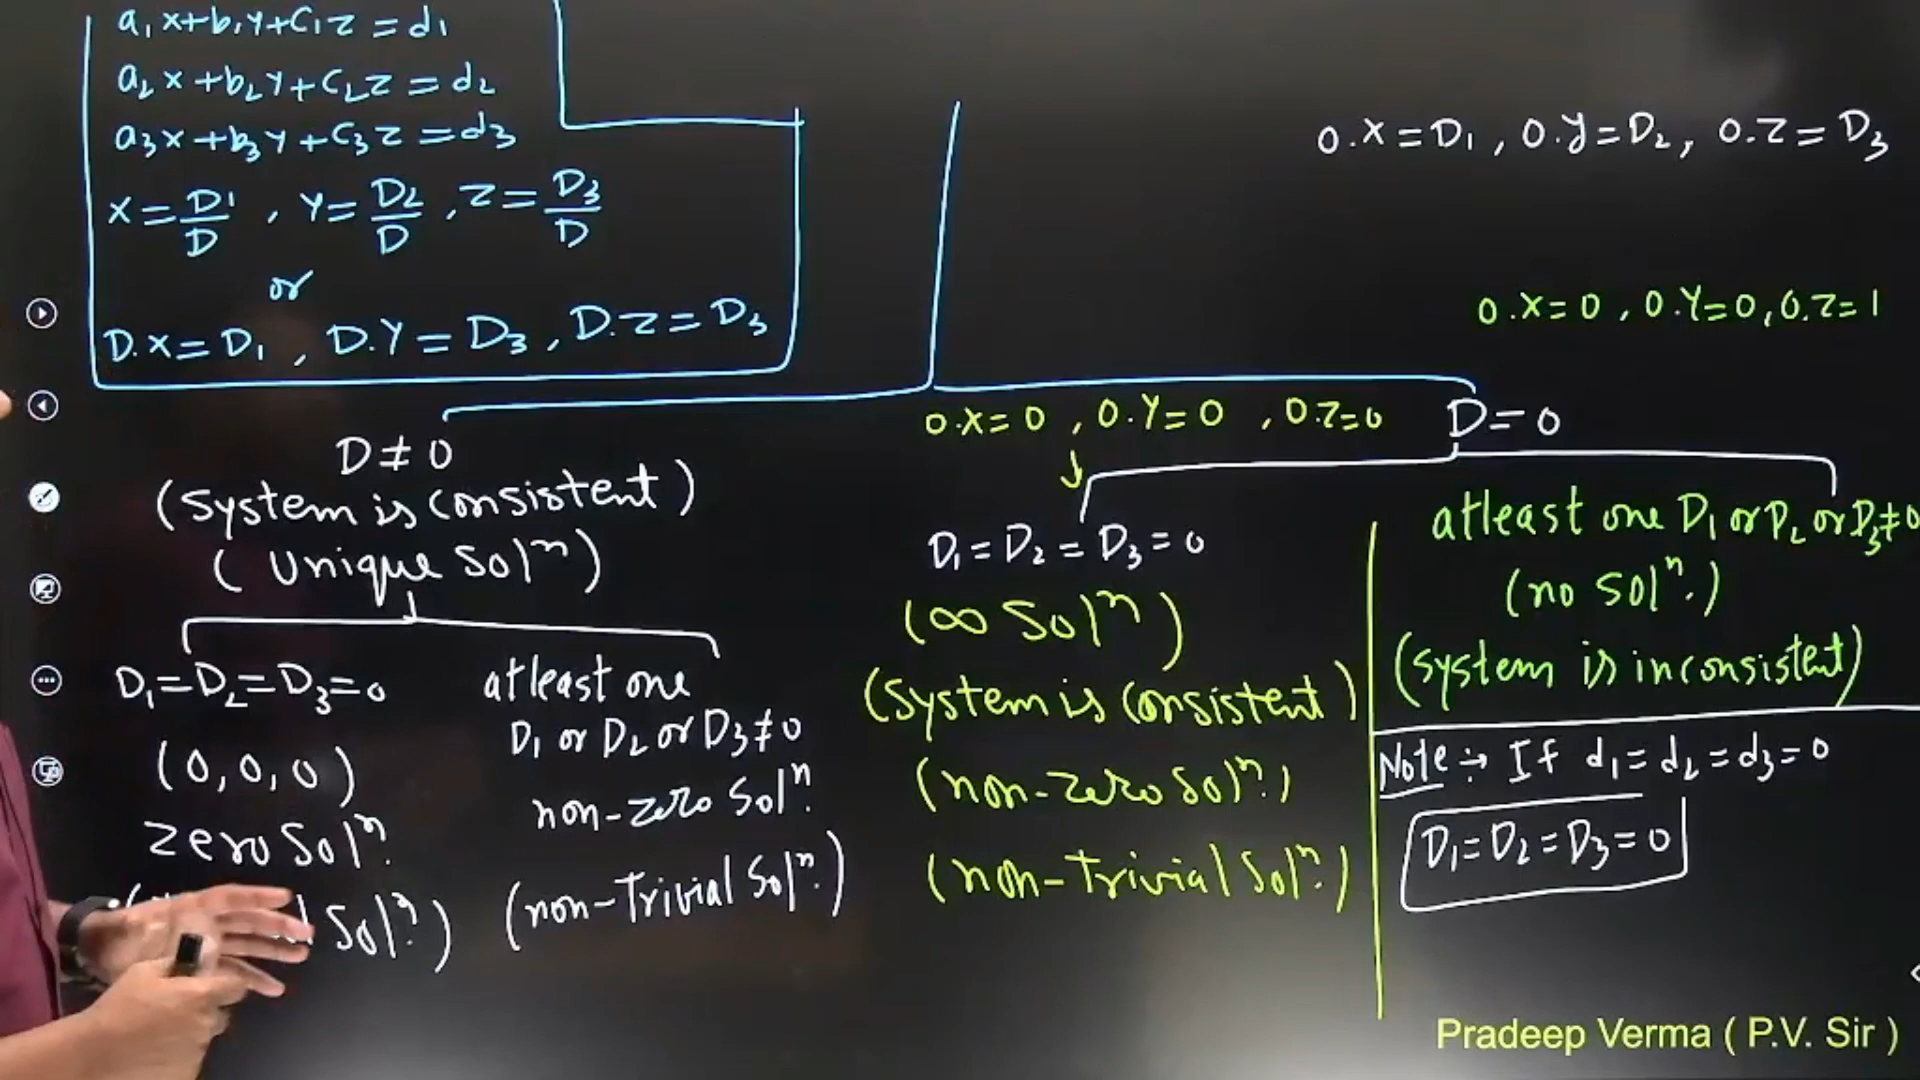 a₁x+b₁y+c₁z = d₁
a₂x+b₂y+c₂z = d₂
a₃x+b₃y+c₃z = d₃
x = D₁/D , y = D₂/D , z = D₃/D
or
D.x = D₁ , D.y = D₃ , D.z = D₃
0.x = D₁ , 0.y = D₂, 0.z = D₃
0.x=0 , 0.y=0, 0.z=1
D ≠ 0
(system is consistent)
(unique solⁿ)
D₁=D₂=D₃=0
(0,0,0)
zero solⁿ.
solⁿ.)
atleast one
D₁ or D₂ or D₃≠0
non-zero solⁿ.
(non-Trivial solⁿ.)
0.x=0 , 0.y=0 , 0.z=0
D=0
D₁=D₂=D₃=0
(∞ solⁿ)
(system is consistent)
(non-zero solⁿ.)
(non-Trivial solⁿ.)
atleast one D₁ or D₂ or D₃≠0
(no solⁿ.)
(system is inconsistent)
Note :→ If d₁=d₂=d₃=0
D₁=D₂=D₃=0
Pradeep Verma ( P.V. Sir )